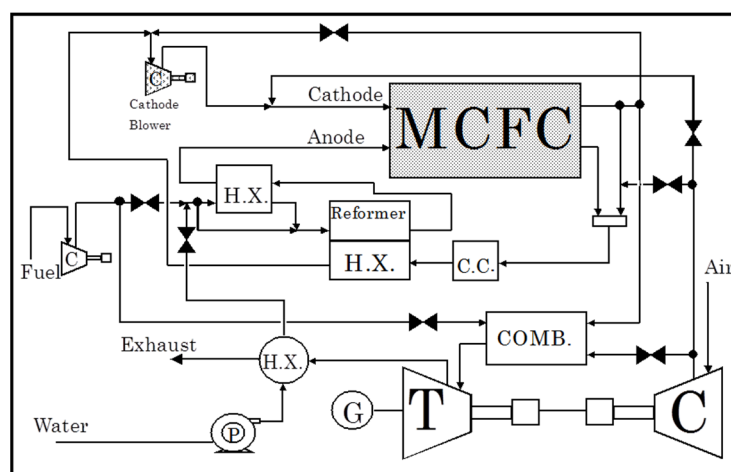 C
Cathode
Blower
Cathode
MCFC
Anode
H.X.
Reformer
H.X.
C.C.
C
Fuel
Air
Exhaust
H.X.
COMB.
G
T
C
Water
P